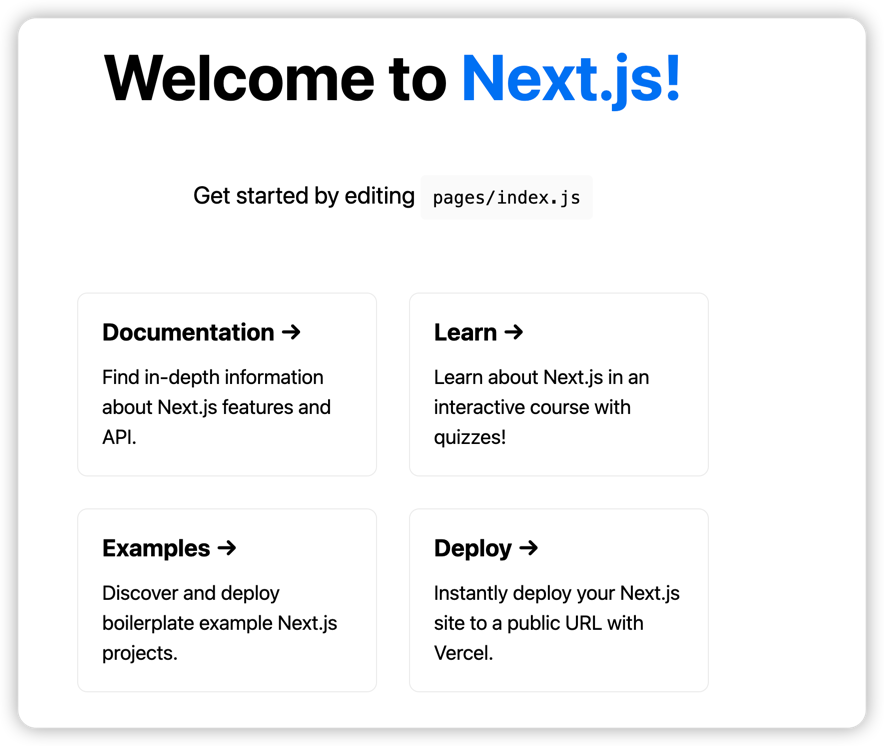 Welcome to Next.js!
Get started by editing pages/index.js
Documentation →
Find in-depth information
about Next.js features and
API.
Learn →
Learn about Next.js in an
interactive course with
quizzes!
Examples →
Discover and deploy
boilerplate example Next.js
projects.
Deploy →
Instantly deploy your Next.js
site to a public URL with
Vercel.